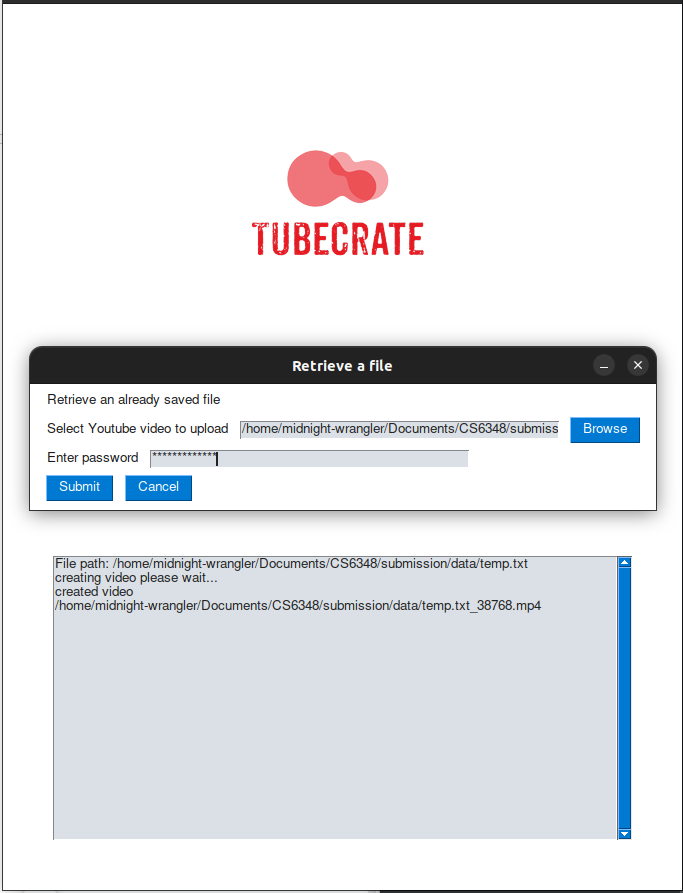 TUBECRATE
Retrieve a file
Retrieve an already saved file
Select Youtube video to upload /home/midnight-wrangler/Documents/CS6348/submiss Browse
Enter password *************
Submit Cancel
File path: /home/midnight-wrangler/Documents/CS6348/submission/data/temp.txt
creating video please wait...
created video
/home/midnight-wrangler/Documents/CS6348/submission/data/temp.txt_38768.mp4